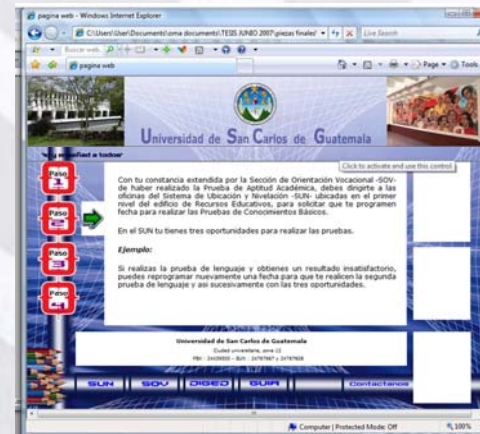 pagina web - Windows Internet Explorer
C:\Users\User\Documents\oma documents\TESIS JUNIO 2007\piezas finales\
Live Search
Buscar web
pagina web
Page
Tools
Universidad de San Carlos de Guatemala
Click to activate and use this control
Paso
1
Con tu constancia extendida por la Sección de Orientación Vocacional -SOV-
de haber realizado la Prueba de Aptitud Académica, debes dirigirte a las
oficinas del Sistema de Ubicación y Nivelación -SUN- ubicadas en el primer
nivel del edificio de Recursos Educativos, para solicitar que te programen
fecha para realizar las Pruebas de Conocimientos Básicos.
Paso
2
En el SUN tu tienes tres oportunidades para realizar las pruebas.
Ejemplo:
Paso
3
Si realizas la prueba de lenguaje y obtienes un resultado insatisfactorio,
puedes reprogramar nuevamente una fecha para que te realicen la segunda
prueba de lenguaje y asi sucesivamente con las tres oportunidades.
Paso
4
Universidad de San Carlos de Guatemala
Ciudad universitaria, zona 12
SUN
SOV
DIGED
GUIA
Contactanos
Computer | Protected Mode: Off
100%